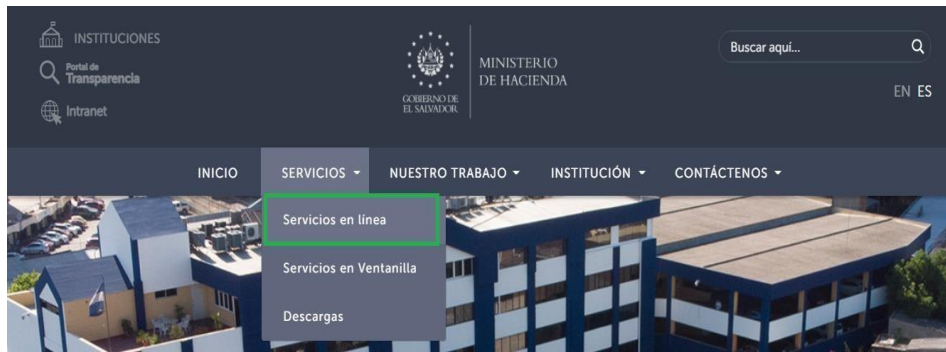 INSTITUCIONES
Portal de
Transparencia
Intranet
GOBIERNO DE
EL SALVADOR
MINISTERIO
DE HACIENDA
Buscar aquí...
EN ES
INICIO SERVICIOS NUESTRO TRABAJO INSTITUCIÓN CONTÁCTENOS
Servicios en línea
Servicios en Ventanilla
Descargas